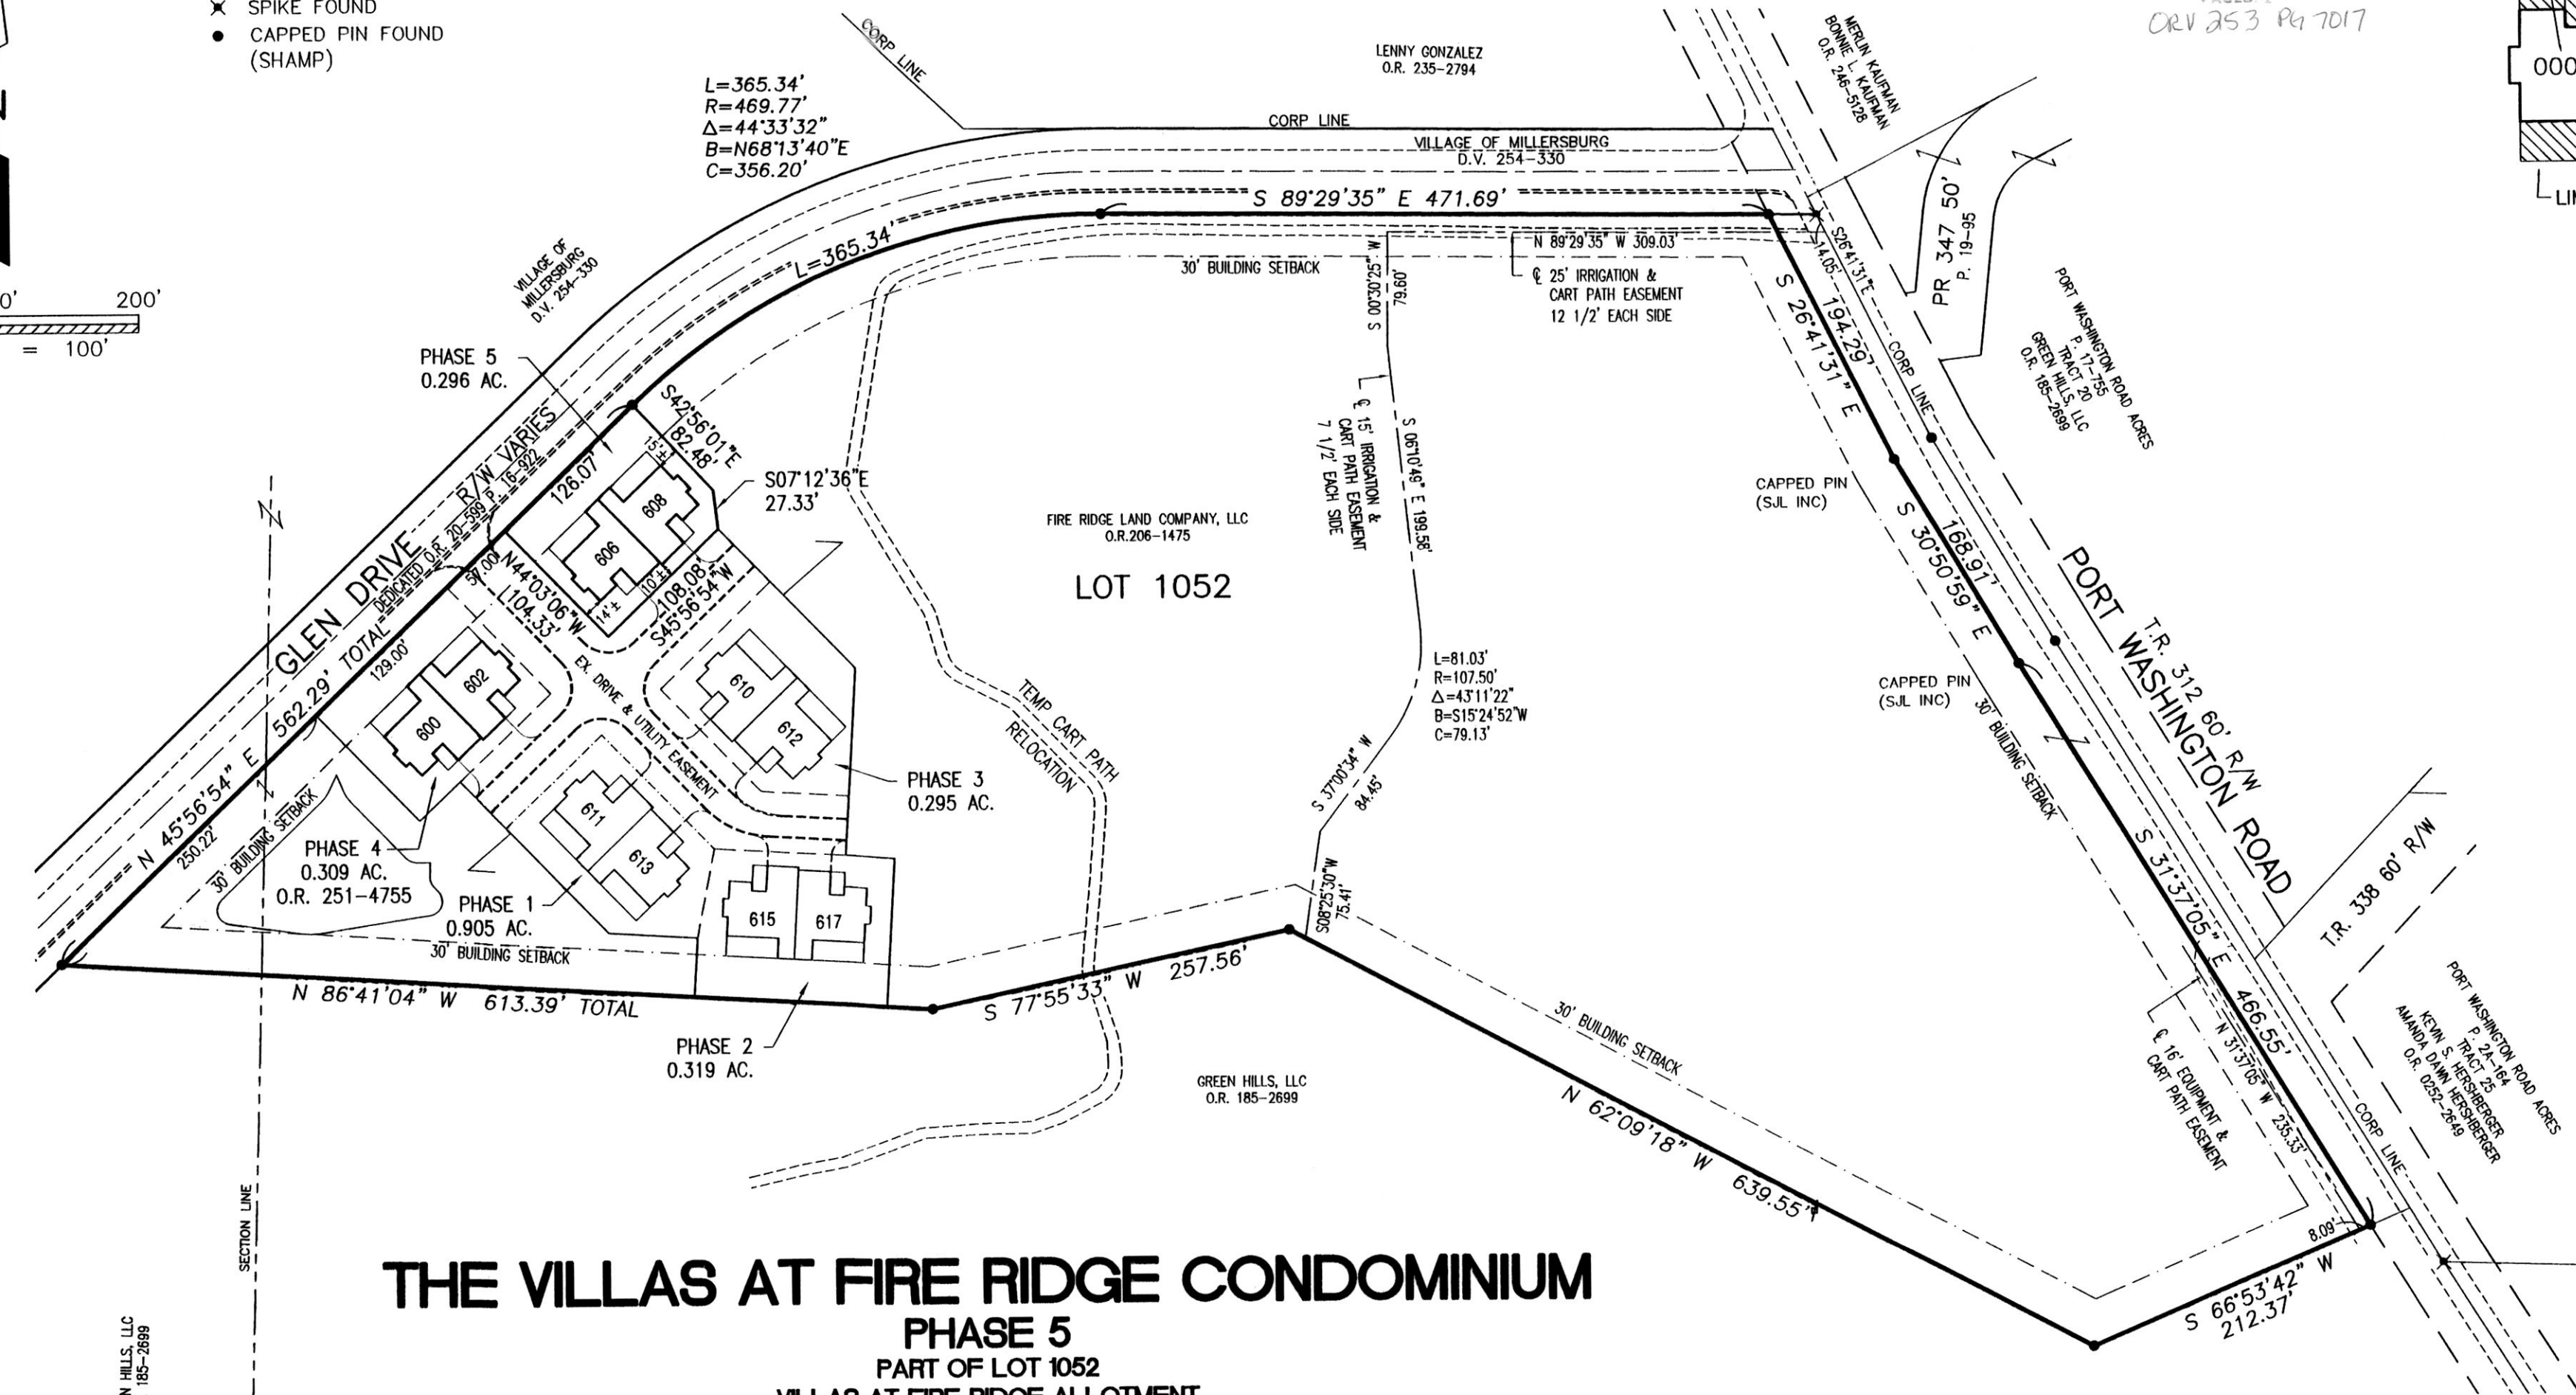 SPIKE FOUND
CAPPED PIN FOUND
(SHAMP)
ORV 253 PG 7017
000
0' 200'
= 100'
L=365.34'
R=469.77'
Δ=44°33'32"
B=N68°13'40"E
C=356.20'
CORP LINE
LENNY GONZALEZ
O.R. 235-2794
MERLIN KAUFMAN
BONNIE L. KAUFMAN
O.R. 246-5128
CORP LINE
VILLAGE OF MILLERSBURG
D.V. 254-330
S 89°29'35" E 471.69'
L=365.34'
VILLAGE OF
MILLERSBURG
D.V. 254-330
N 89°29'35" W 309.03'
30' BUILDING SETBACK
℄ 25' IRRIGATION &
CART PATH EASEMENT
12 1/2' EACH SIDE
S 00°30'25" W
79.60'
S26°41'31"E
14.05'
194.29'
S 26°41'31" E
CORP LINE
PR 347 50'
P. 19-95
PORT WASHINGTON ROAD ACRES
P. 17-755
TRACT 20
GREEN HILLS, LLC
O.R. 185-2699
PHASE 5
0.296 AC.
S42°56'01"E
82.48'
15'±
S07°12'36"E
27.33'
126.07'
608
606
10'±
14'±
108.08'
S45°56'54"W
N44°03'06"W
104.33'
57.00'
R/W VARIES
DEDICATED O.R. 20-599 P. 16-922
GLEN DRIVE
N 45°56'54" E 562.29' TOTAL
129.00'
250.22'
602
600
610
612
611
613
615
617
EX. DRIVE & UTILITY EASEMENT
FIRE RIDGE LAND COMPANY, LLC
O.R.206-1475
LOT 1052
℄ 15' IRRIGATION &
CART PATH EASEMENT
7 1/2' EACH SIDE
S 06°10'49" E 199.58'
CAPPED PIN
(SJL INC)
168.91'
S 30°50'59" E
L=81.03'
R=107.50'
Δ=43°11'22"
B=S15°24'52"W
C=79.13'
CAPPED PIN
(SJL INC)
30' BUILDING SETBACK
PORT WASHINGTON ROAD
T.R. 312 60' R/W
TEMP CART PATH
RELOCATION
S 37°00'34" W
84.45'
PHASE 3
0.295 AC.
30' BUILDING SETBACK
PHASE 4
0.309 AC.
O.R. 251-4755
PHASE 1
0.905 AC.
30' BUILDING SETBACK
S08°25'30"W
75.41'
S 31°37'05" E 466.55'
T.R. 338 60' R/W
N 86°41'04" W 613.39' TOTAL
S 77°55'33" W 257.56'
PHASE 2
0.319 AC.
30' BUILDING SETBACK
GREEN HILLS, LLC
O.R. 185-2699
N 62°09'18" W 639.55'
℄ 16' EQUIPMENT &
CART PATH EASEMENT
N 31°37'05" W 235.33'
CORP LINE
PORT WASHINGTON ROAD ACRES
P. 2A-164
TRACT 25
KEVIN S. HERSHBERGER
AMANDA DAWN HERSHBERGER
O.R. 02252-2649
8.09'
S 66°53'42" W
212.37'
SECTION LINE
HILLS, LLC
185-2699
THE VILLAS AT FIRE RIDGE CONDOMINIUM
PHASE 5
PART OF LOT 1052
VILLAS AT FIRE RIDGE ALLOTMENT